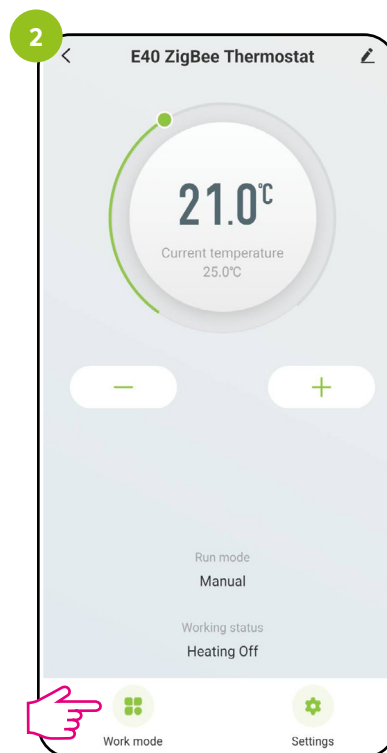 2
E40 ZigBee Thermostat
21.0℃
Current temperature
25.0℃
Run mode
Manual
Working status
Heating Off
Work mode
Settings